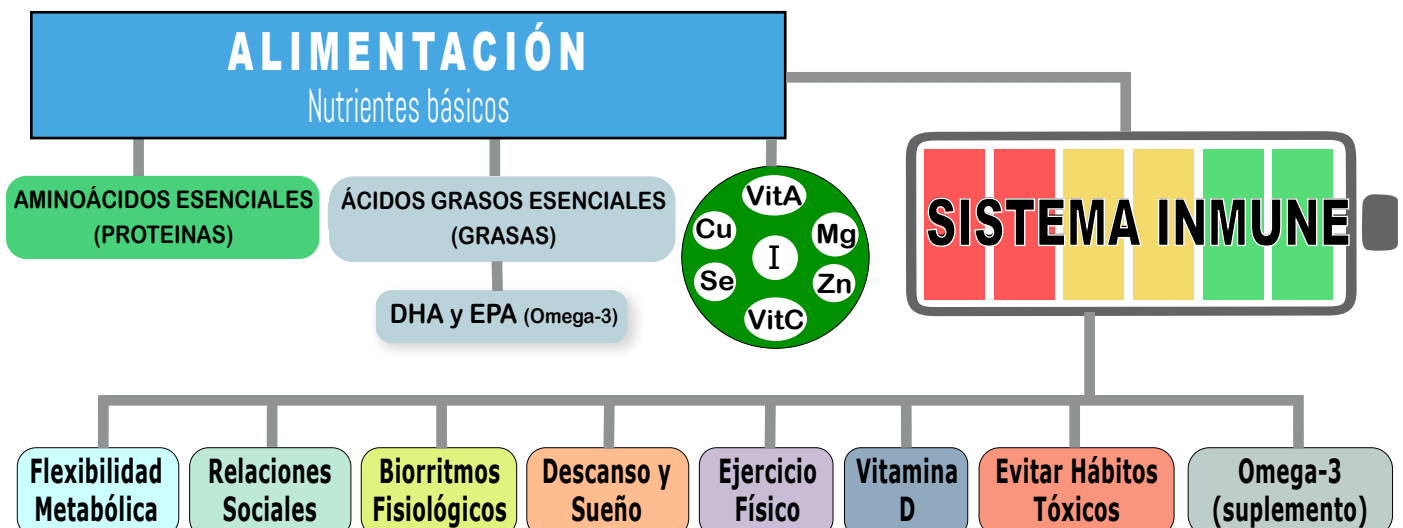 ALIMENTACIÓN
Nutrientes básicos
AMINOÁCIDOS ESENCIALES
(PROTEINAS)
ÁCIDOS GRASOS ESENCIALES
(GRASAS)
DHA y EPA (Omega-3)
VitA
Cu
Mg
I
Se
Zn
VitC
SISTEMA INMUNE
Flexibilidad
Metabólica
Relaciones
Sociales
Biorritmos
Fisiológicos
Descanso y
Sueño
Ejercicio
Físico
Vitamina
D
Evitar Hábitos
Tóxicos
Omega-3
(suplemento)